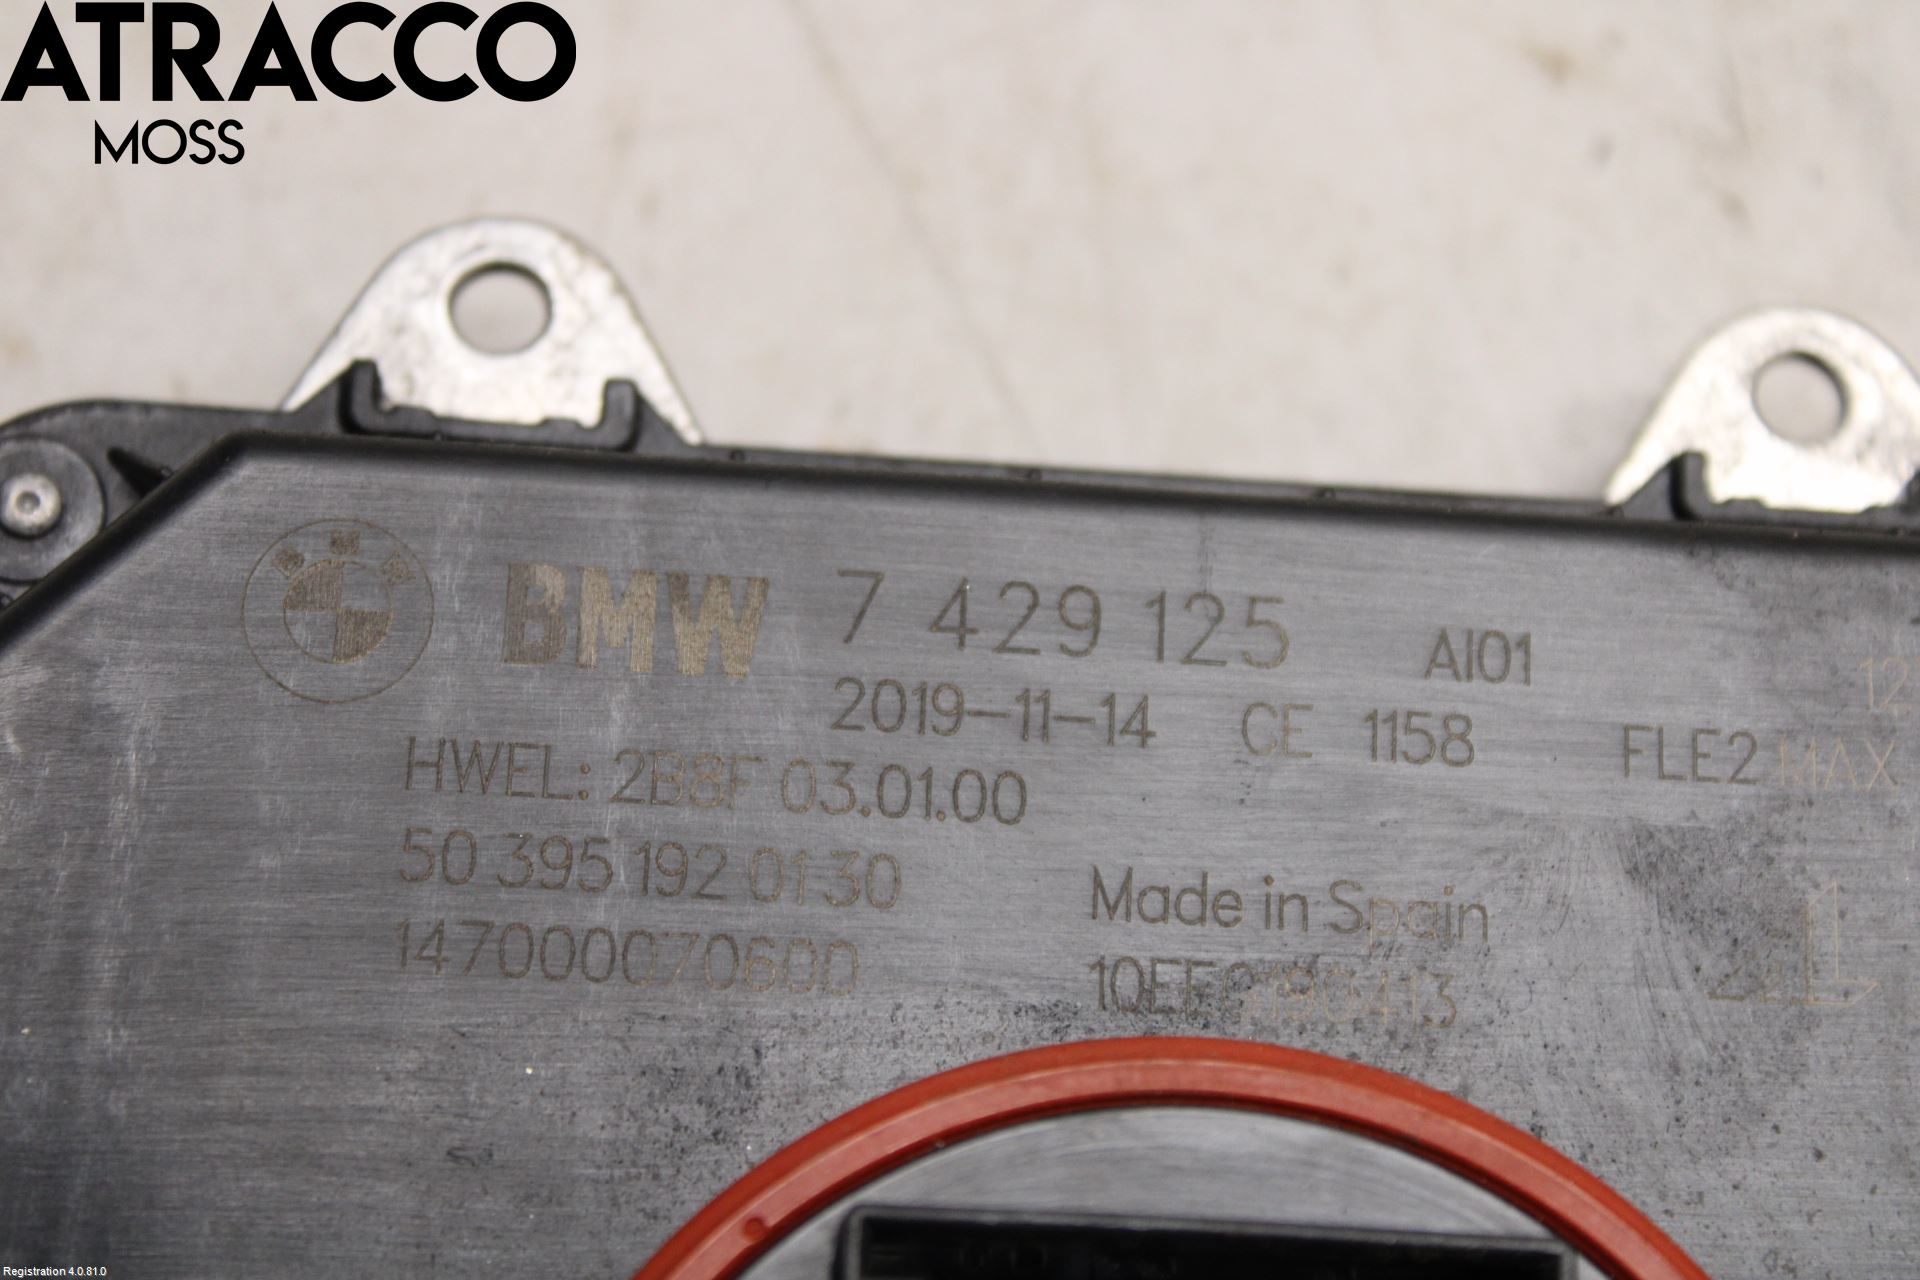 ATRACCO
MOSS
BMW 7 429 125 AI01
2019-11-14 CE 1158 FLE2 MAX
HWEL: 2B8F 03.01.00
50 395 192 01 30
147000070600
Made in Spain
Registration 4.0.81.0